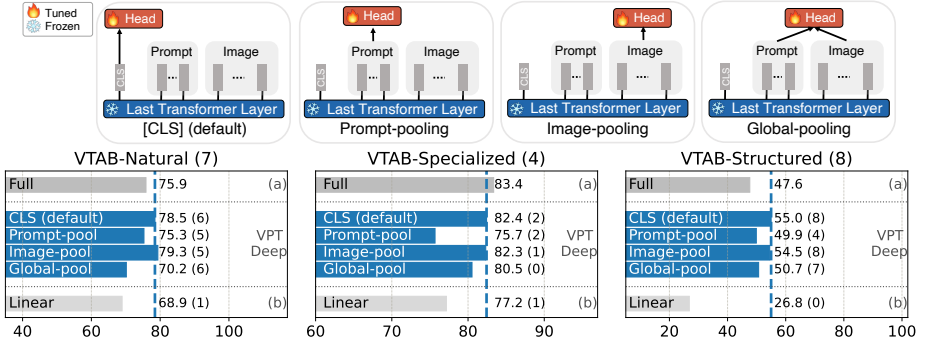 Tuned
Frozen
Head
Prompt
Image
CLS
Last Transformer Layer
[CLS] (default)
Head
Prompt
Image
CLS
Last Transformer Layer
Prompt-pooling
Head
Prompt
Image
CLS
Last Transformer Layer
Image-pooling
Head
Prompt
Image
CLS
Last Transformer Layer
Global-pooling
VTAB-Natural (7)
Full 75.9 (a)
CLS (default) 78.5 (6)
Prompt-pool 75.3 (5)
Image-pool 79.3 (5)
Global-pool 70.2 (6)
VPT
Deep
Linear 68.9 (1) (b)
40 60 80 100
VTAB-Specialized (4)
Full 83.4 (a)
CLS (default) 82.4 (2)
Prompt-pool 75.7 (2)
Image-pool 82.3 (1)
Global-pool 80.5 (0)
VPT
Deep
Linear 77.2 (1) (b)
60 70 80 90
VTAB-Structured (8)
Full 47.6 (a)
CLS (default) 55.0 (8)
Prompt-pool 49.9 (4)
Image-pool 54.5 (8)
Global-pool 50.7 (7)
VPT
Deep
Linear 26.8 (0) (b)
20 40 60 80 100